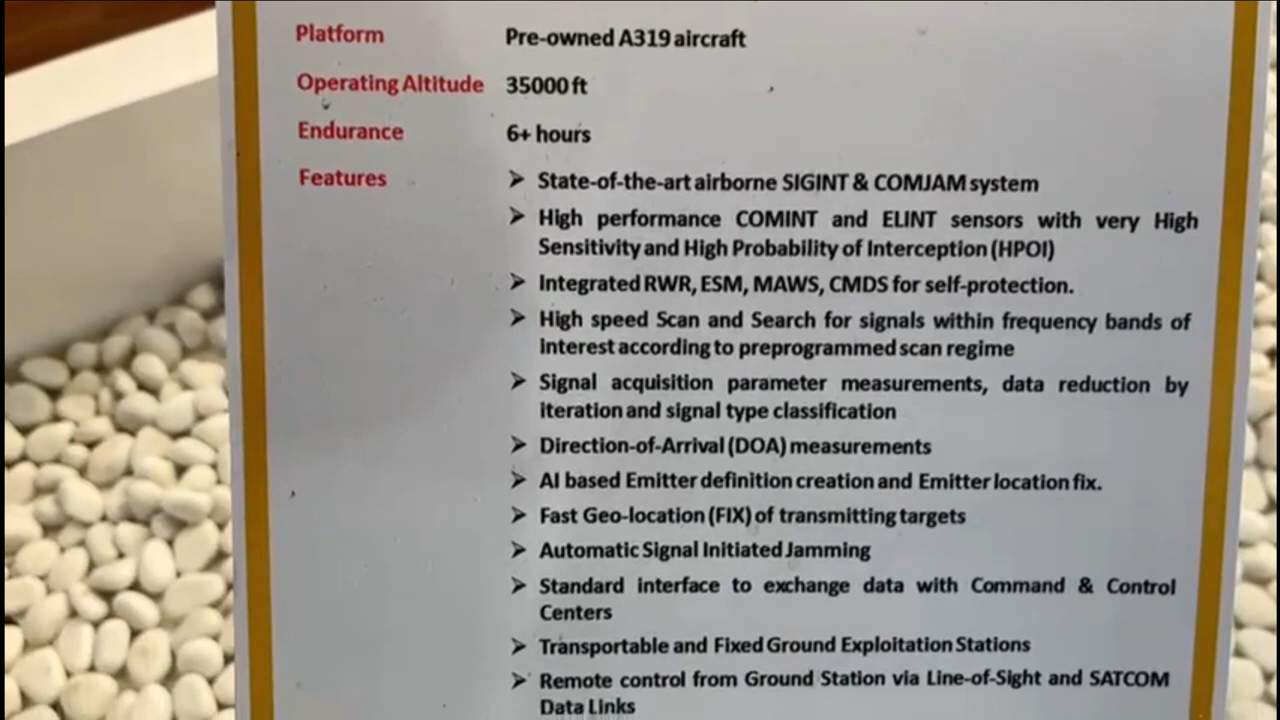 Platform Pre-owned A319 aircraft
Operating Altitude 35000 ft
Endurance 6+ hours
Features ➢ State-of-the-art airborne SIGINT & COMJAM system
➢ High performance COMINT and ELINT sensors with very High
Sensitivity and High Probability of Interception (HPOI)
➢ Integrated RWR, ESM, MAWS, CMDS for self-protection.
➢ High speed Scan and Search for signals within frequency bands of
interest according to preprogrammed scan regime
➢ Signal acquisition parameter measurements, data reduction by
iteration and signal type classification
➢ Direction-of-Arrival (DOA) measurements
➢ AI based Emitter definition creation and Emitter location fix.
➢ Fast Geo-location (FIX) of transmitting targets
➢ Automatic Signal Initiated Jamming
➢ Standard interface to exchange data with Command & Control
Centers
➢ Transportable and Fixed Ground Exploitation Stations
➢ Remote control from Ground Station via Line-of-Sight and SATCOM
Data Links